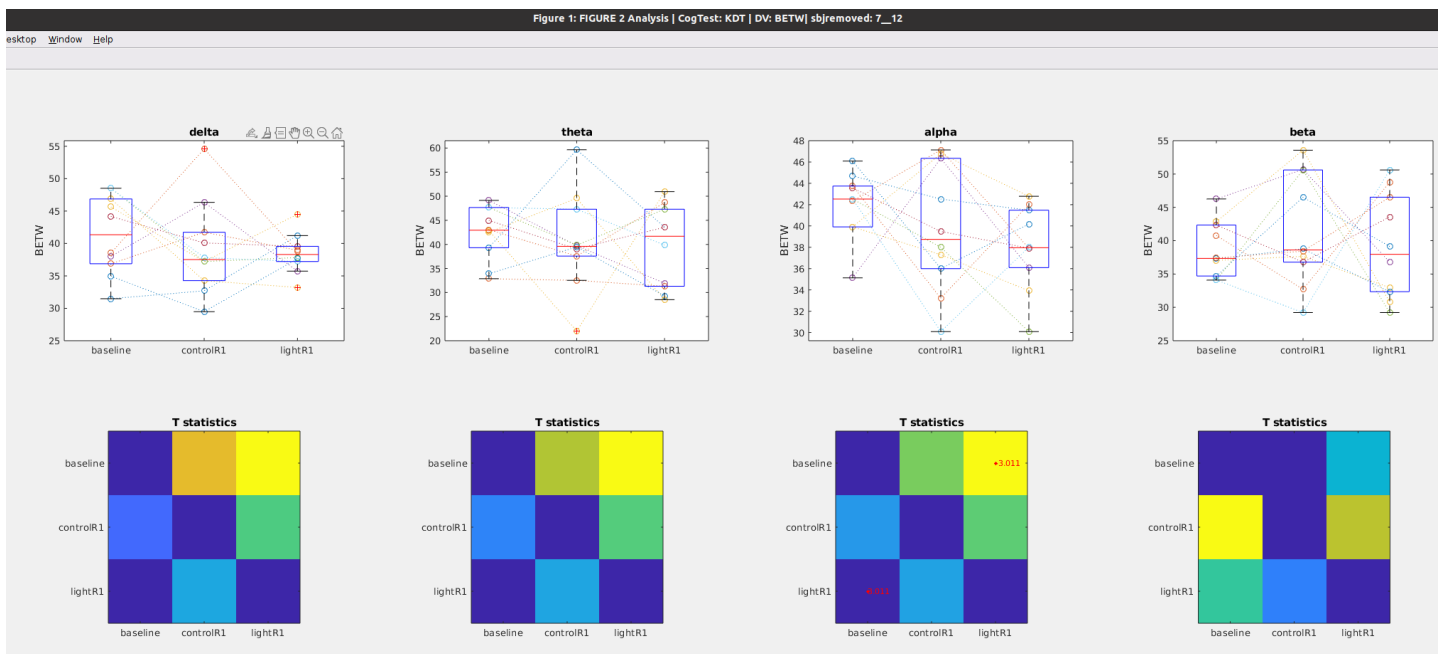 Figure 1: FIGURE 2 Analysis | CogTest: KDT | DV: BETW| sbjremoved: 7__12
esktop Window Help
delta
BETW
55
50
45
40
35
30
25
baseline controlR1 lightR1
theta
BETW
60
55
50
45
40
35
30
25
20
baseline controlR1 lightR1
alpha
BETW
48
46
44
42
40
38
36
34
32
30
baseline controlR1 lightR1
beta
BETW
55
50
45
40
35
30
25
baseline controlR1 lightR1
T statistics
baseline
controlR1
lightR1
baseline controlR1 lightR1
T statistics
baseline
controlR1
lightR1
baseline controlR1 lightR1
T statistics
baseline
controlR1
lightR1
3.011
baseline controlR1 lightR1
T statistics
baseline
controlR1
lightR1
baseline controlR1 lightR1